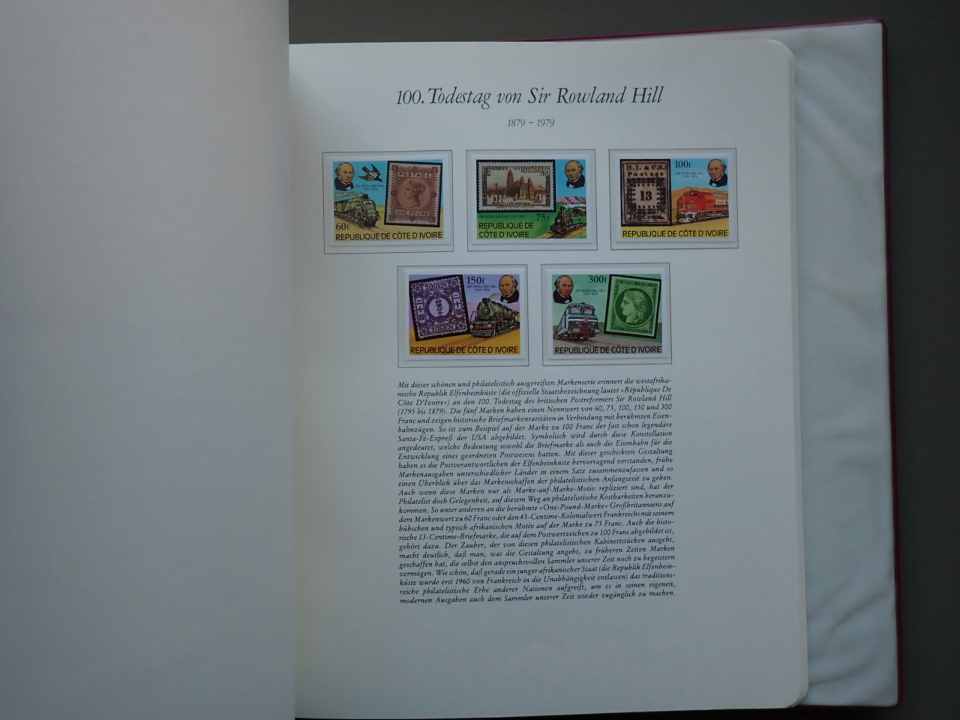 100. Todestag von Sir Rowland Hill
1879 – 1979
60f
POSTAGE
REPUBLIQUE DE CÔTE D'IVOIRE
75f
REPUBLIQUE DE
CÔTE D'IVOIRE
100f
Postage
13
REPUBLIQUE DE CÔTE D'IVOIRE
150f
REPUBLIQUE DE CÔTE D'IVOIRE
300f
REPUBLIQUE DE CÔTE D'IVOIRE
Mit dieser schönen und philatelistisch ausgereiften Markenserie erinnert die westafrika-
nische Republik Elfenbeinküste (die offizielle Staatsbezeichnung lautet »République De
Côte D'Ivoire«) an den 100. Todestag des britischen Postreformers Sir Rowland Hill
(1795 bis 1879). Die fünf Marken haben einen Nennwert von 60, 75, 100, 150 und 300
Franc und zeigen historische Briefmarkenraritäten in Verbindung mit berühmten Eisen-
bahnzügen. So ist zum Beispiel auf der Marke zu 100 Franc der fast schon legendäre
Santa-Fé-Expreß der USA abgebildet. Symbolisch wird durch diese Konstellation
angedeutet, welche Bedeutung sowohl die Briefmarke als auch die Eisenbahn für die
Entwicklung eines geordneten Postwesens hatten. Mit dieser geschickten Gestaltung
haben es die Postverantwortlichen der Elfenbeinküste hervorragend verstanden, frühe
Markenausgaben unterschiedlicher Länder in einem Satz zusammenzufassen und so
einen Überblick über das Markenschaffen der philatelistischen Anfangszeit zu geben.
Auch wenn diese Marken nur als Marke-auf-Marke-Motiv repliziert sind, hat der
Philatelist doch Gelegenheit, auf diesem Weg an philatelistische Kostbarkeiten heranzu-
kommen. So unter anderen an die berühmte »One-Pound-Marke« Großbritanniens auf
dem Markenwert zu 60 Franc oder den 45-Centime-Kolonialwert Frankreichs mit seinem
hübschen und typisch afrikanischen Motiv auf der Marke zu 75 Franc. Auch die histo-
rische 13-Centime-Briefmarke, die auf dem Postwertzeichen zu 100 Franc abgebildet ist,
gehört dazu. Der Zauber, der von diesen philatelistischen Kabinettstücken ausgeht,
macht deutlich, daß man, was die Gestaltung angeht, zu früheren Zeiten Marken
geschaffen hat, die selbst den anspruchsvollen Sammler unserer Zeit noch zu begeistern
vermögen. Wie schön, daß gerade ein junger afrikanischer Staat (die Republik Elfenbein-
küste wurde erst 1960 von Frankreich in die Unabhängigkeit entlassen) das traditions-
reiche philatelistische Erbe anderer Nationen aufgreift, um es in seinen eigenen,
modernen Ausgaben auch dem Sammler unserer Zeit wieder zugänglich zu machen.